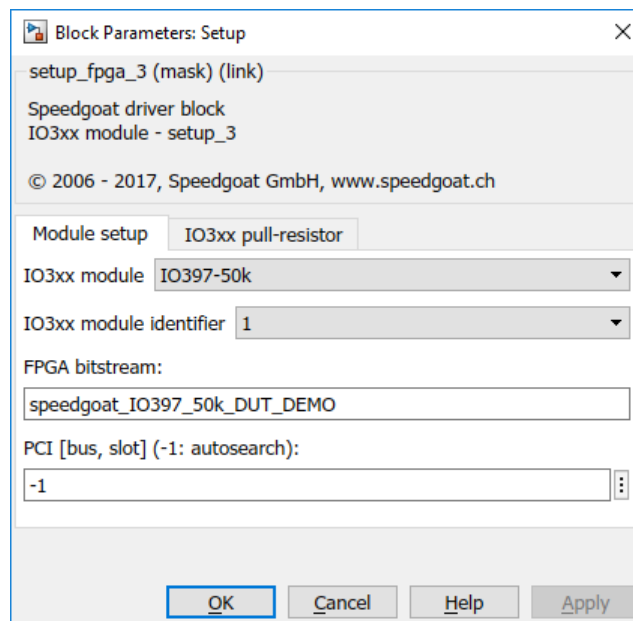 Block Parameters: Setup
setup_fpga_3 (mask) (link)
Speedgoat driver block
IO3xx module - setup_3
© 2006 - 2017, Speedgoat GmbH, www.speedgoat.ch
Module setup IO3xx pull-resistor
IO3xx module IO397-50k
IO3xx module identifier 1
FPGA bitstream:
speedgoat_IO397_50k_DUT_DEMO
PCI [bus, slot] (-1: autosearch):
-1
OK Cancel Help Apply